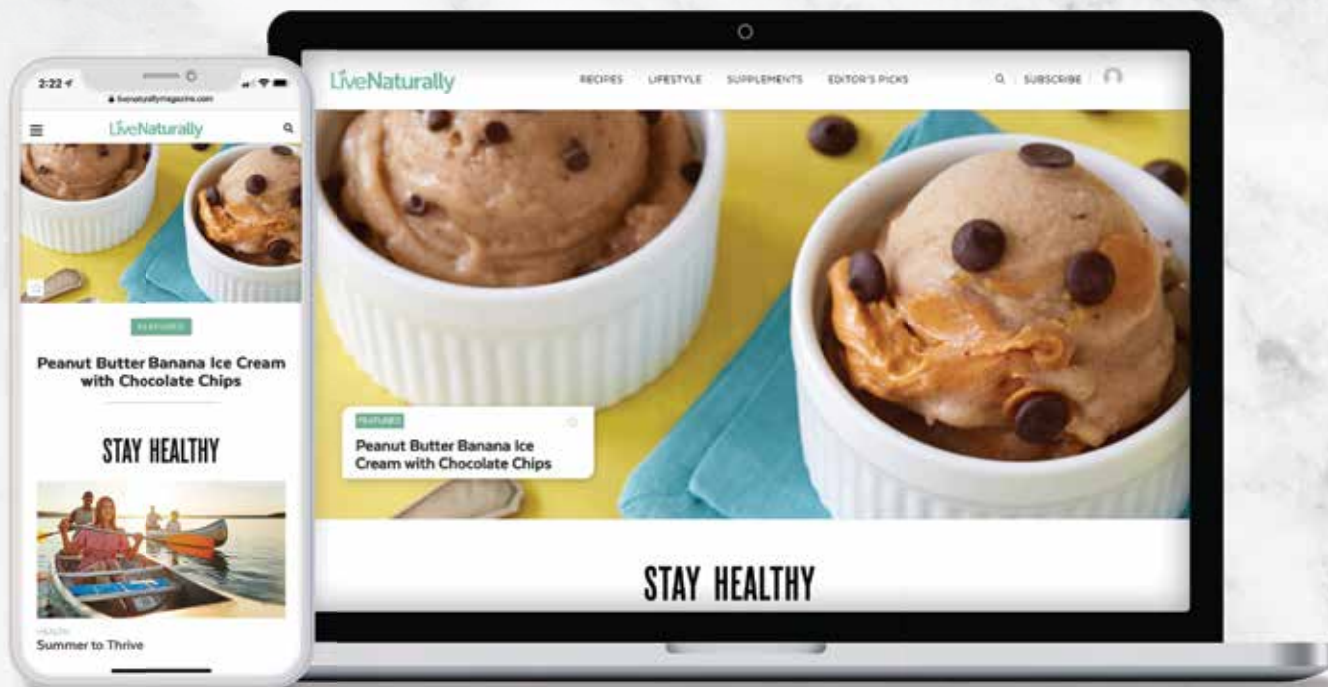 2:22
livenaturallymagazine.com
LiveNaturally
FEATURED
Peanut Butter Banana Ice Cream
with Chocolate Chips
STAY HEALTHY
HEALTH
Summer to Thrive
LiveNaturally
RECIPES LIFESTYLE SUPPLEMENTS EDITOR'S PICKS SUBSCRIBE
FEATURED
Peanut Butter Banana Ice
Cream with Chocolate Chips
STAY HEALTHY